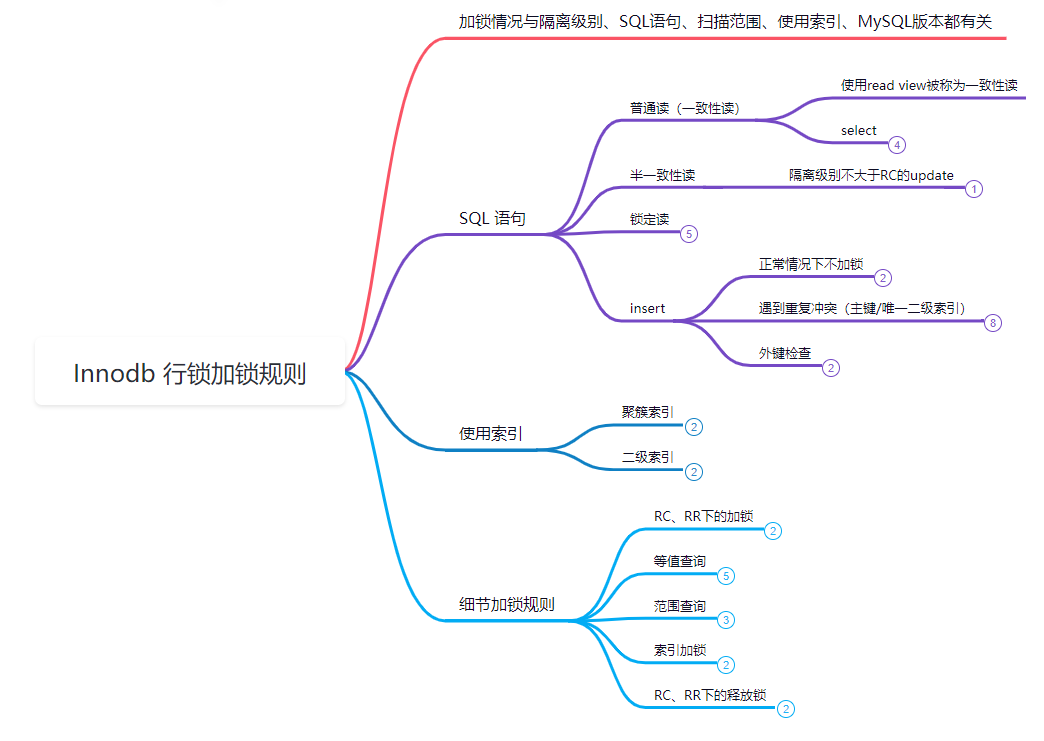 加锁情况与隔离级别、SQL语句、扫描范围、使用索引、MySQL版本都有关
使用read view被称为一致性读
普通读（一致性读）
select
4
半一致性读
隔离级别不大于RC的update
1
SQL 语句
锁定读
5
正常情况下不加锁
2
insert
遇到重复冲突（主键/唯一二级索引）
8
外键检查
2
Innodb 行锁加锁规则
聚簇索引
2
使用索引
二级索引
2
RC、RR下的加锁
2
等值查询
5
细节加锁规则
范围查询
3
索引加锁
2
RC、RR下的释放锁
2